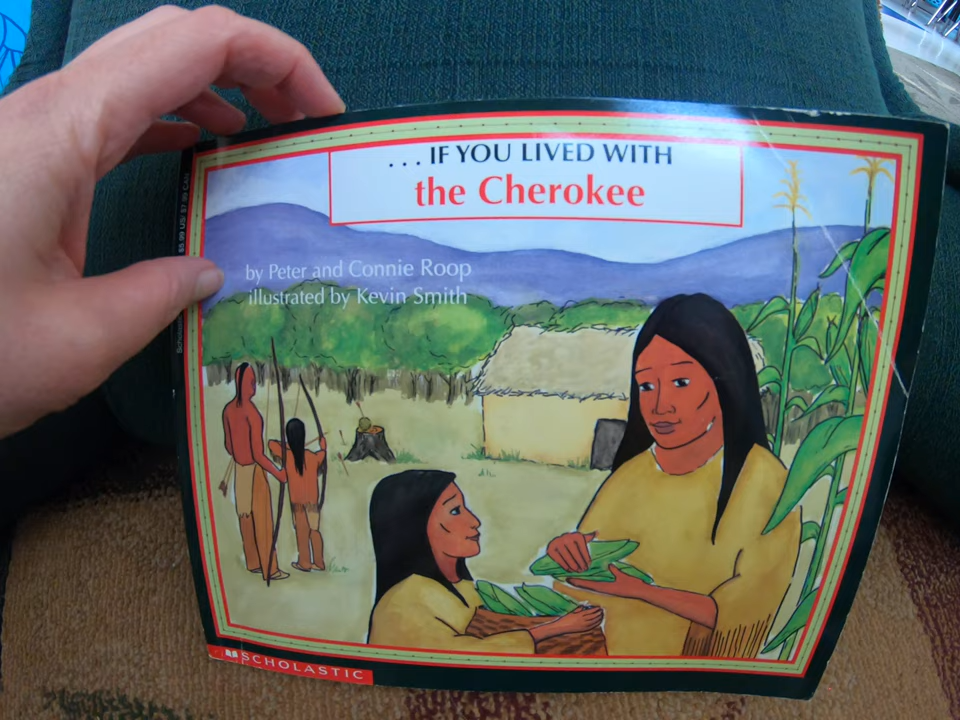 . . . IF YOU LIVED WITH
the Cherokee
by Peter and Connie Roop
illustrated by Kevin Smith
SCHOLASTIC